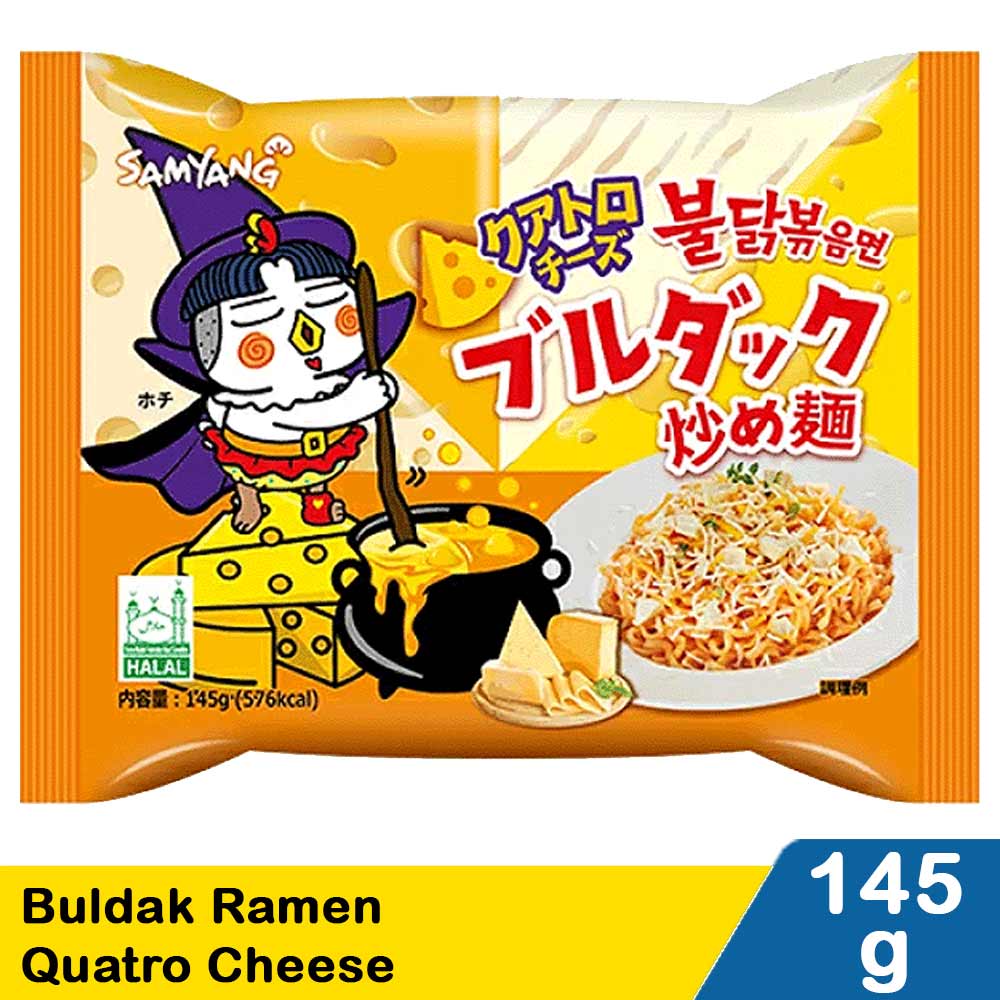 SAMYANG
クアトロ
チーズ
불닭볶음면
ブルダック
炒め麺
ホチ
حلال
HALAL
内容量：145g (576kcal)
調理例
Buldak Ramen
Quatro Cheese
145
g